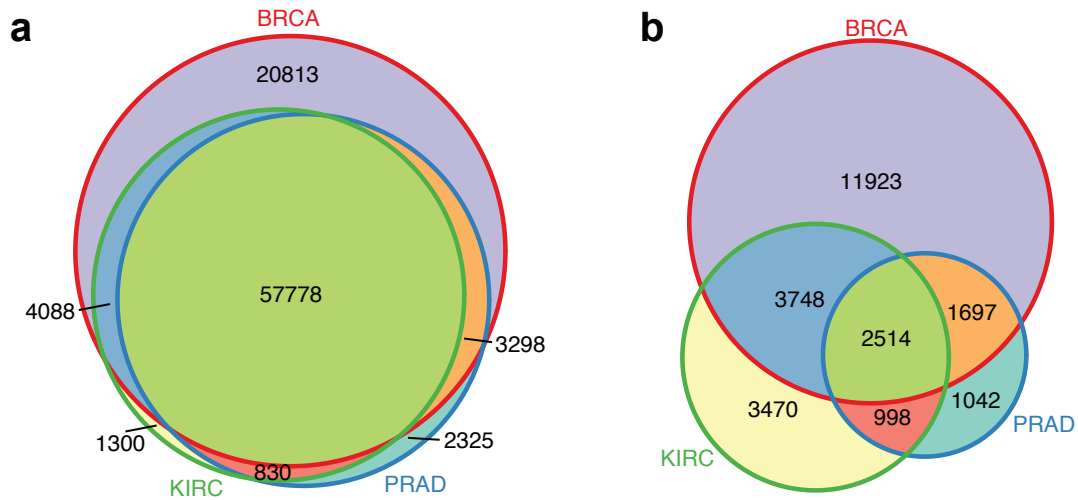 a
BRCA
20813
57778
4088
3298
1300
2325
830
KIRC
PRAD
b
BRCA
11923
3748
1697
2514
3470
998
1042
PRAD
KIRC